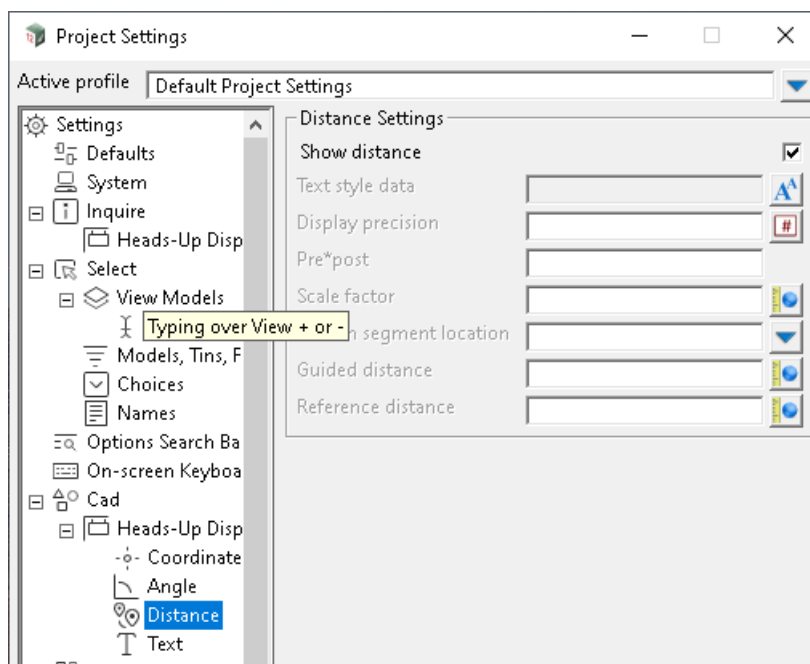 Project Settings
Active profile Default Project Settings
Settings
Defaults
System
Inquire
Heads-Up Disp
Select
View Models
Typing over View + or -
Models, Tins, F
Choices
Names
Options Search Ba
On-screen Keyboa
Cad
Heads-Up Disp
Coordinate
Angle
Distance
Text
Distance Settings
Show distance
Text style data
Display precision
Pre*post
Scale factor
segment location
Guided distance
Reference distance